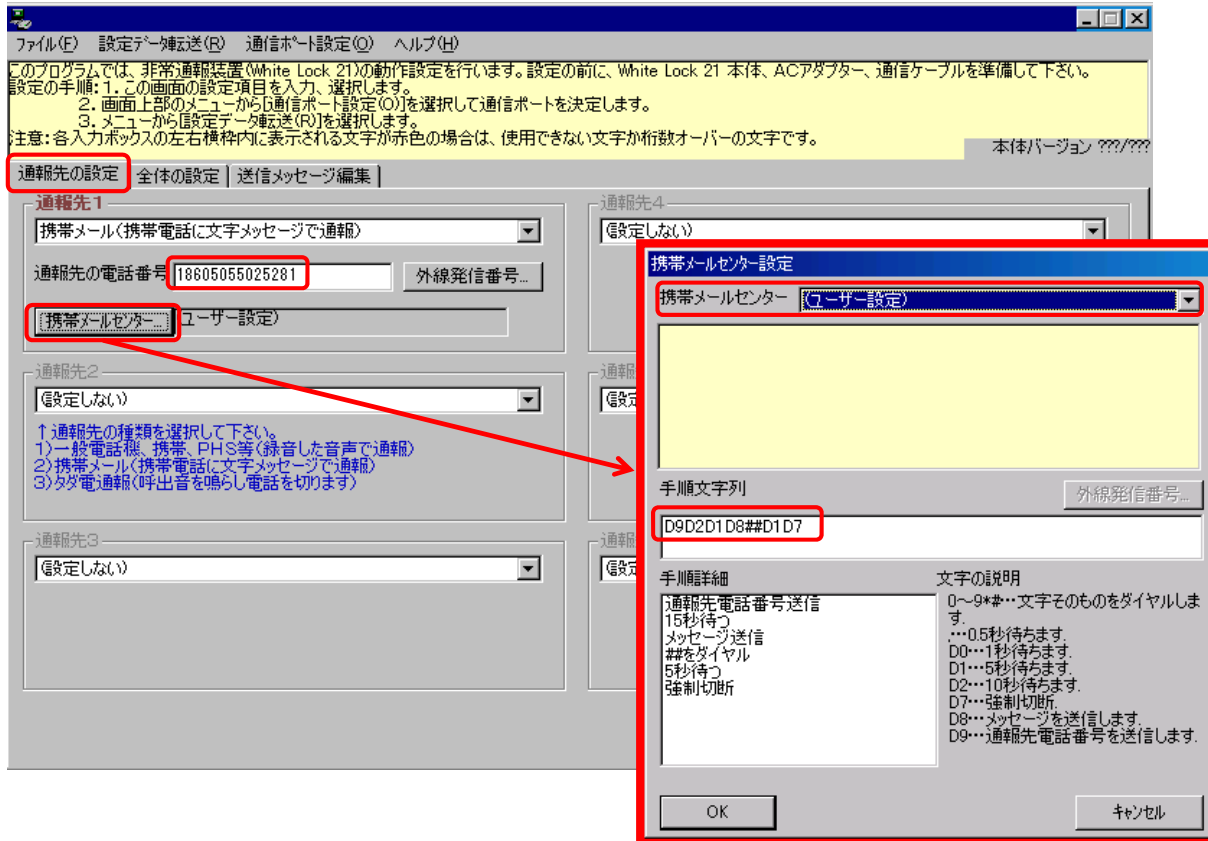 ファイル(F) 設定データ転送(R) 通信ポート設定(O) ヘルプ(H)
このプログラムでは、非常通報装置(White Lock 21)の動作設定を行います。設定の前に、White Lock 21 本体、ACアダプター、通信ケーブルを準備して下さい。
設定の手順:1. この画面の設定項目を入力、選択します。
2. 画面上部のメニューから[通信ポート設定(O)]を選択して通信ポートを決定します。
3. メニューから[設定データ転送(R)]を選択します。
注意:各入力ボックスの左右横枠内に表示される文字が赤色の場合は、使用できない文字か桁数オーバーの文字です。
本体バージョン ???/???
通報先の設定 全体の設定 送信メッセージ編集
通報先1
携帯メール(携帯電話に文字メッセージで通報)
通報先の電話番号 18605055025281 外線発信番号...
携帯メールセンター... ユーザー設定)
通報先2
(設定しない)
↑通報先の種類を選択して下さい。
1)一般電話機、携帯、PHS等(録音した音声で通報)
2)携帯メール(携帯電話に文字メッセージで通報)
3)タダ電通報(呼出音を鳴らし電話を切ります)
通報先3
(設定しない)
通報先4
(設定しない)
通報
(設定
通報
(設定
携帯メールセンター設定
携帯メールセンター (ユーザー設定)
手順文字列 外線発信番号...
D9D2D1D8##D1D7
手順詳細
通報先電話番号送信
15秒待つ
メッセージ送信
##をダイヤル
5秒待つ
強制切断
文字の説明
0～9*#…文字そのものをダイヤルしま
す.
,…0.5秒待ちます.
D0…1秒待ちます.
D1…5秒待ちます.
D2…10秒待ちます.
D7…強制切断.
D8…メッセージを送信します.
D9…通報先電話番号を送信します.
OK キャンセル